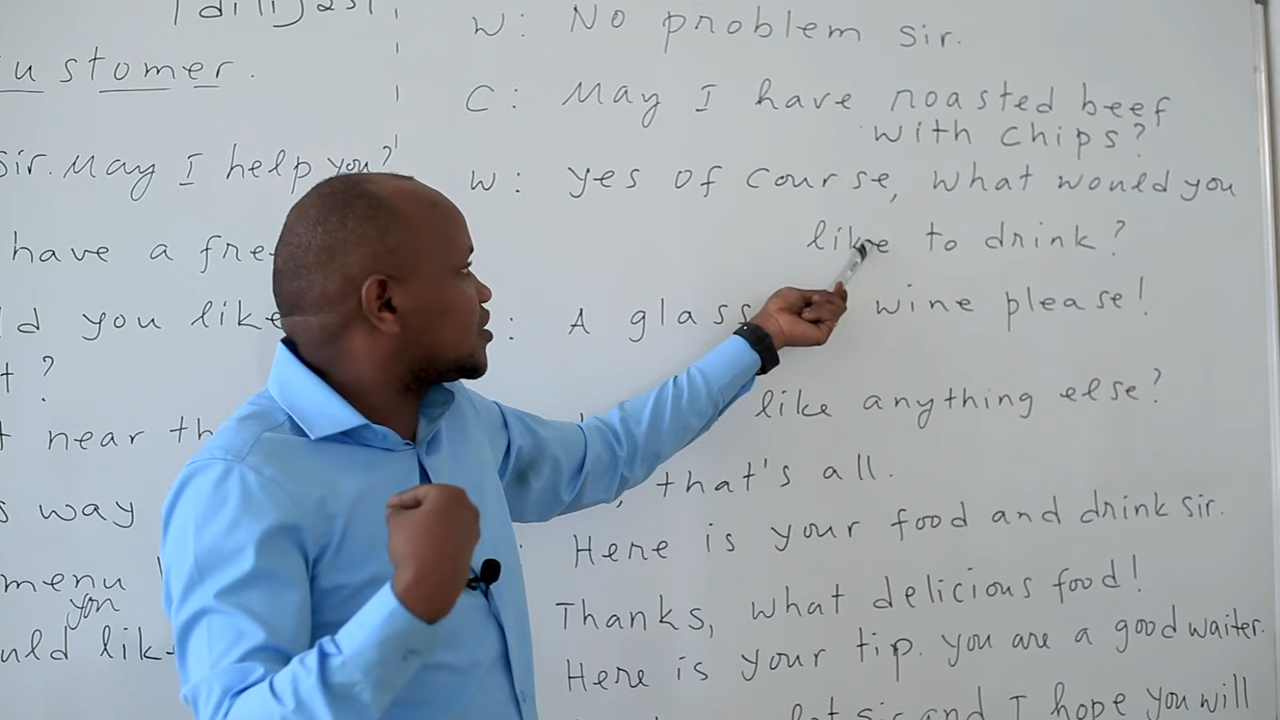 ustomer.
sir. May I help you?
have a fre
d you like
t ?
t near th
s way
menu
you
uld lik
W: No problem sir.
C: May I have roasted beef
with chips?
W: yes of course, what would you
like to drink?
: A glass wine please!
like anything else?
, that's all.
Here is your food and drink sir.
Thanks, what delicious food!
Here is your tip. you are a good waiter.
lot sir and I hope you will